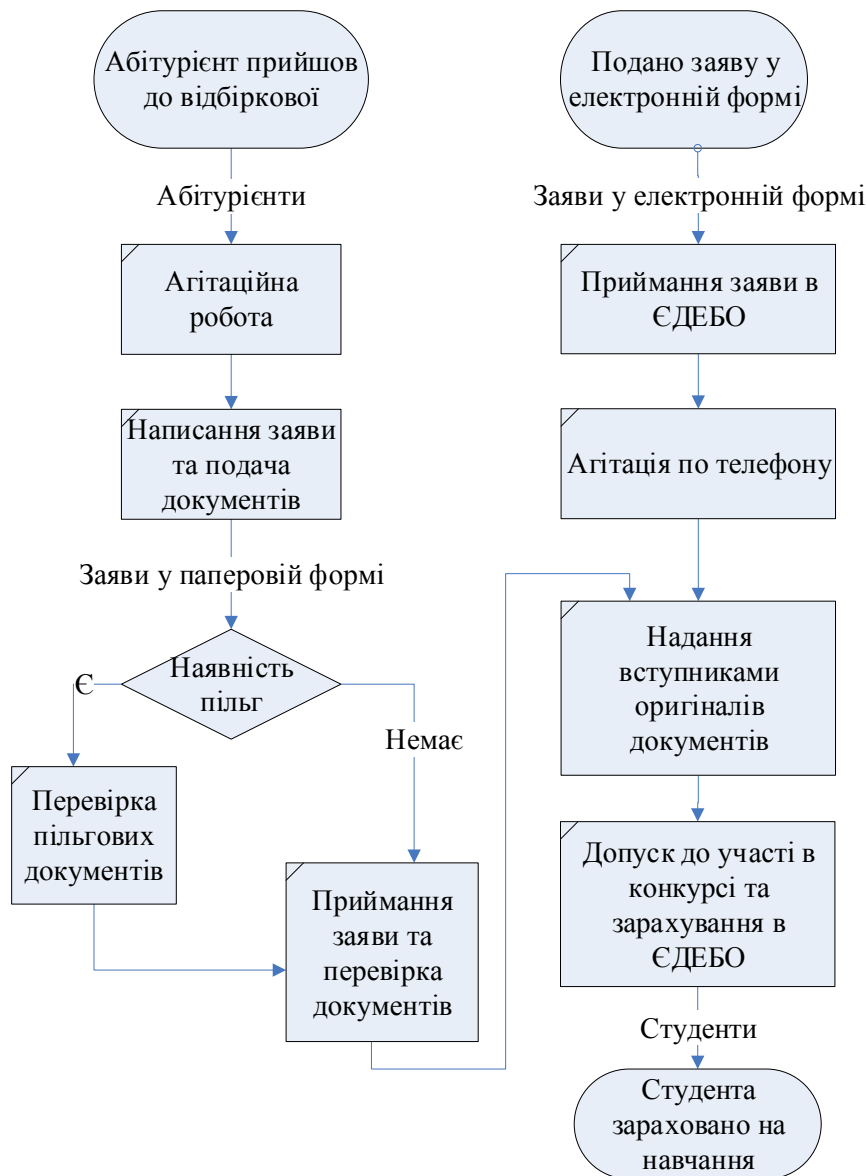 Абітурієнт прийшов
до відбіркової
Абітурієнти
Агітаційна
робота
Написання заяви
та подача
документів
Заяви у паперовій формі
Наявність
пільг
Є
Немає
Перевірка
пільгових
документів
Приймання
заяви та
перевірка
документів
Подано заяву у
електронній формі
Заяви у електронній формі
Приймання заяви в
ЄДЕБО
Агітація по телефону
Надання
вступниками
оригіналів
документів
Допуск до участі в
конкурсі та
зарахування в
ЄДЕБО
Студенти
Студента
зараховано на
навчання